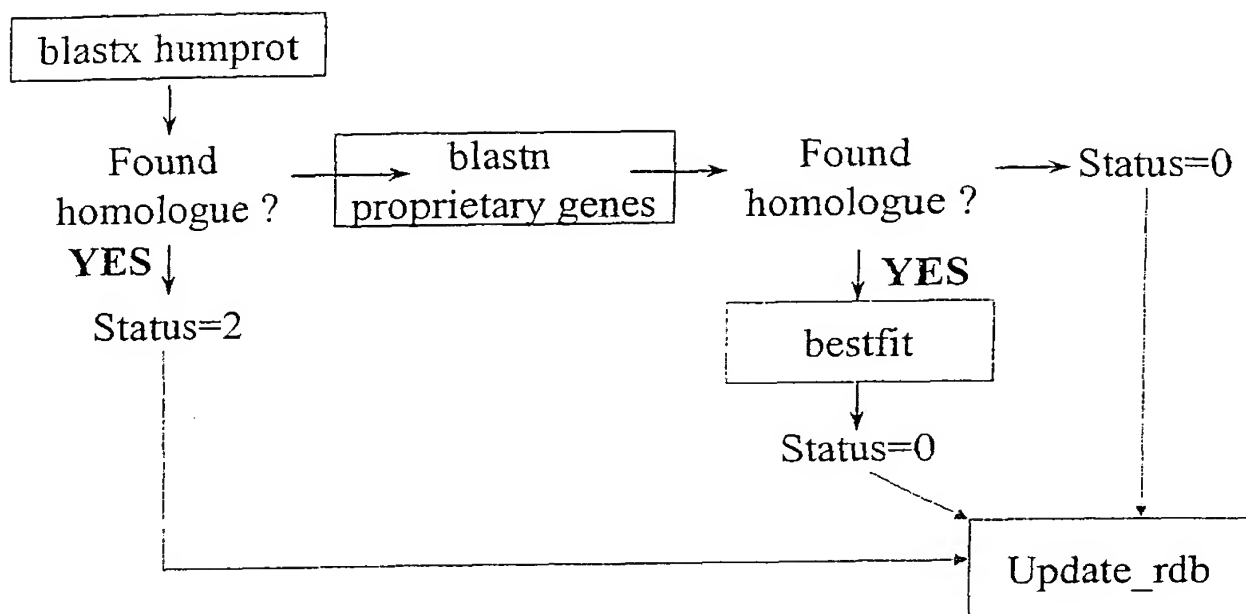 blastx humprot
Found
homologue ?
blastn
proprietary genes
Found
homologue ?
Status=0
YES
Status=2
YES
bestfit
Status=0
Update_rdb